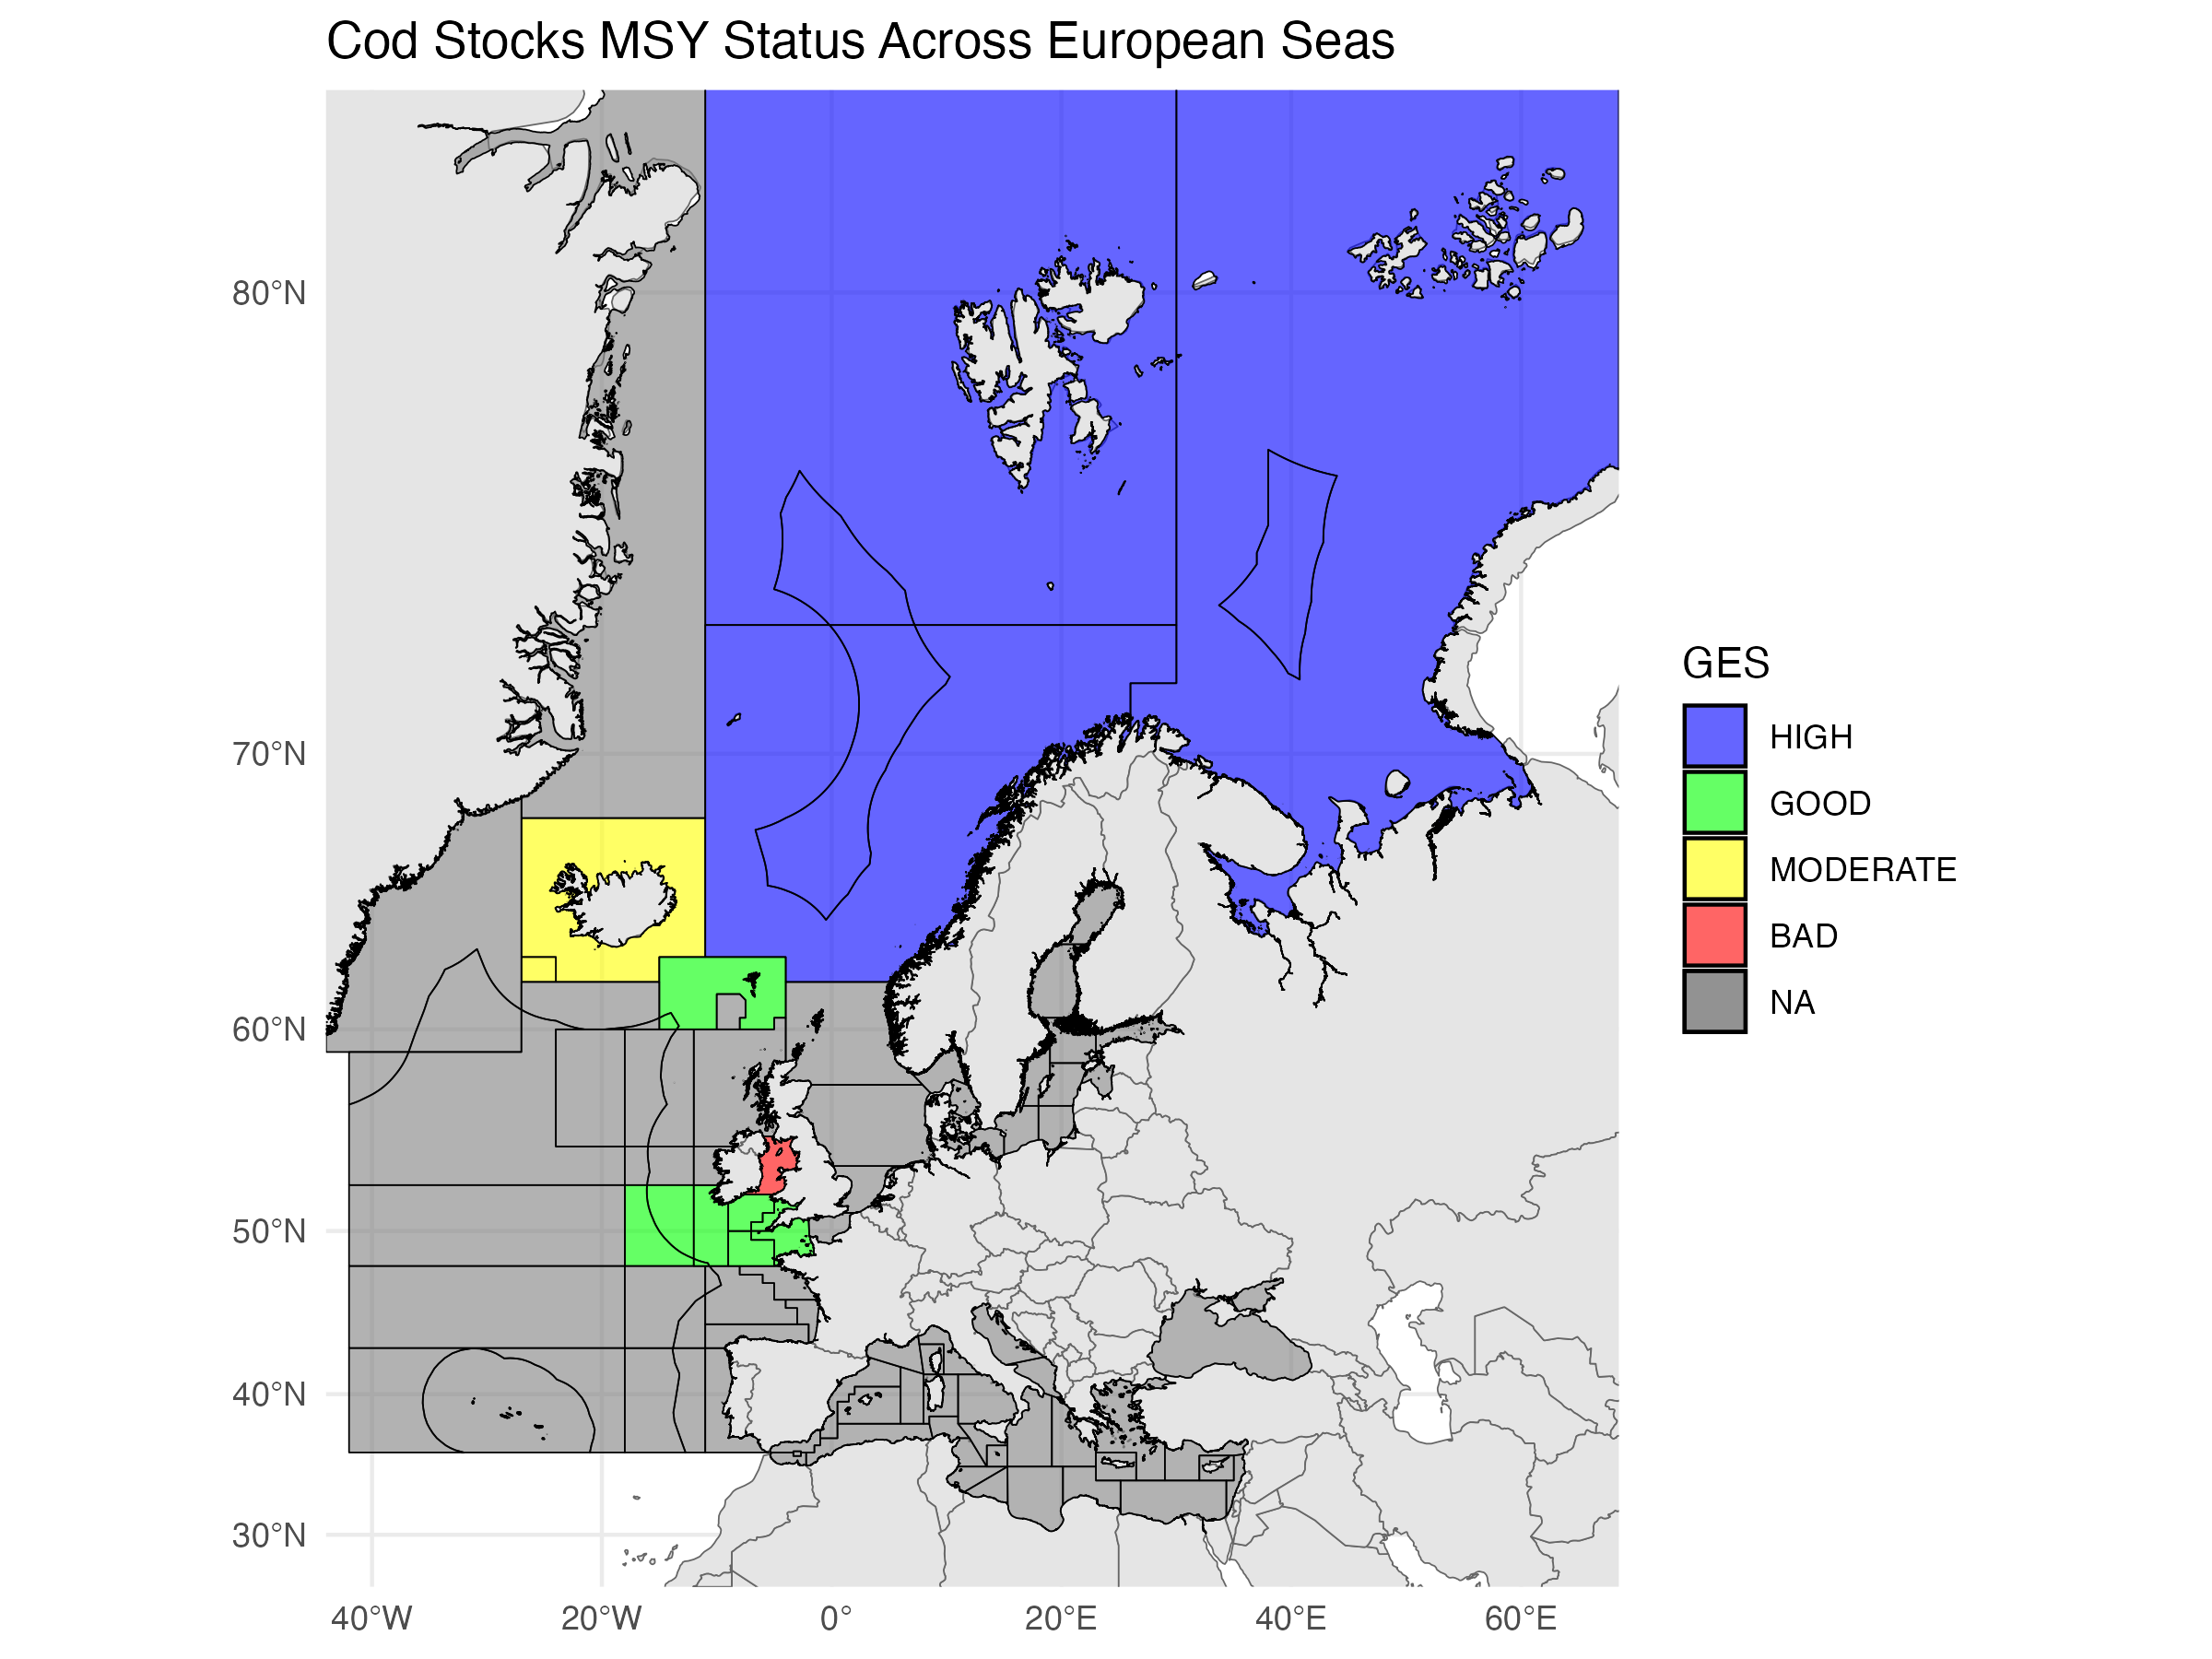 Cod Stocks MSY Status Across European Seas
80°N
70°N
60°N
50°N
40°N
30°N
40°W
20°W
0°
20°E
40°E
60°E
GES
HIGH
GOOD
MODERATE
BAD
NA